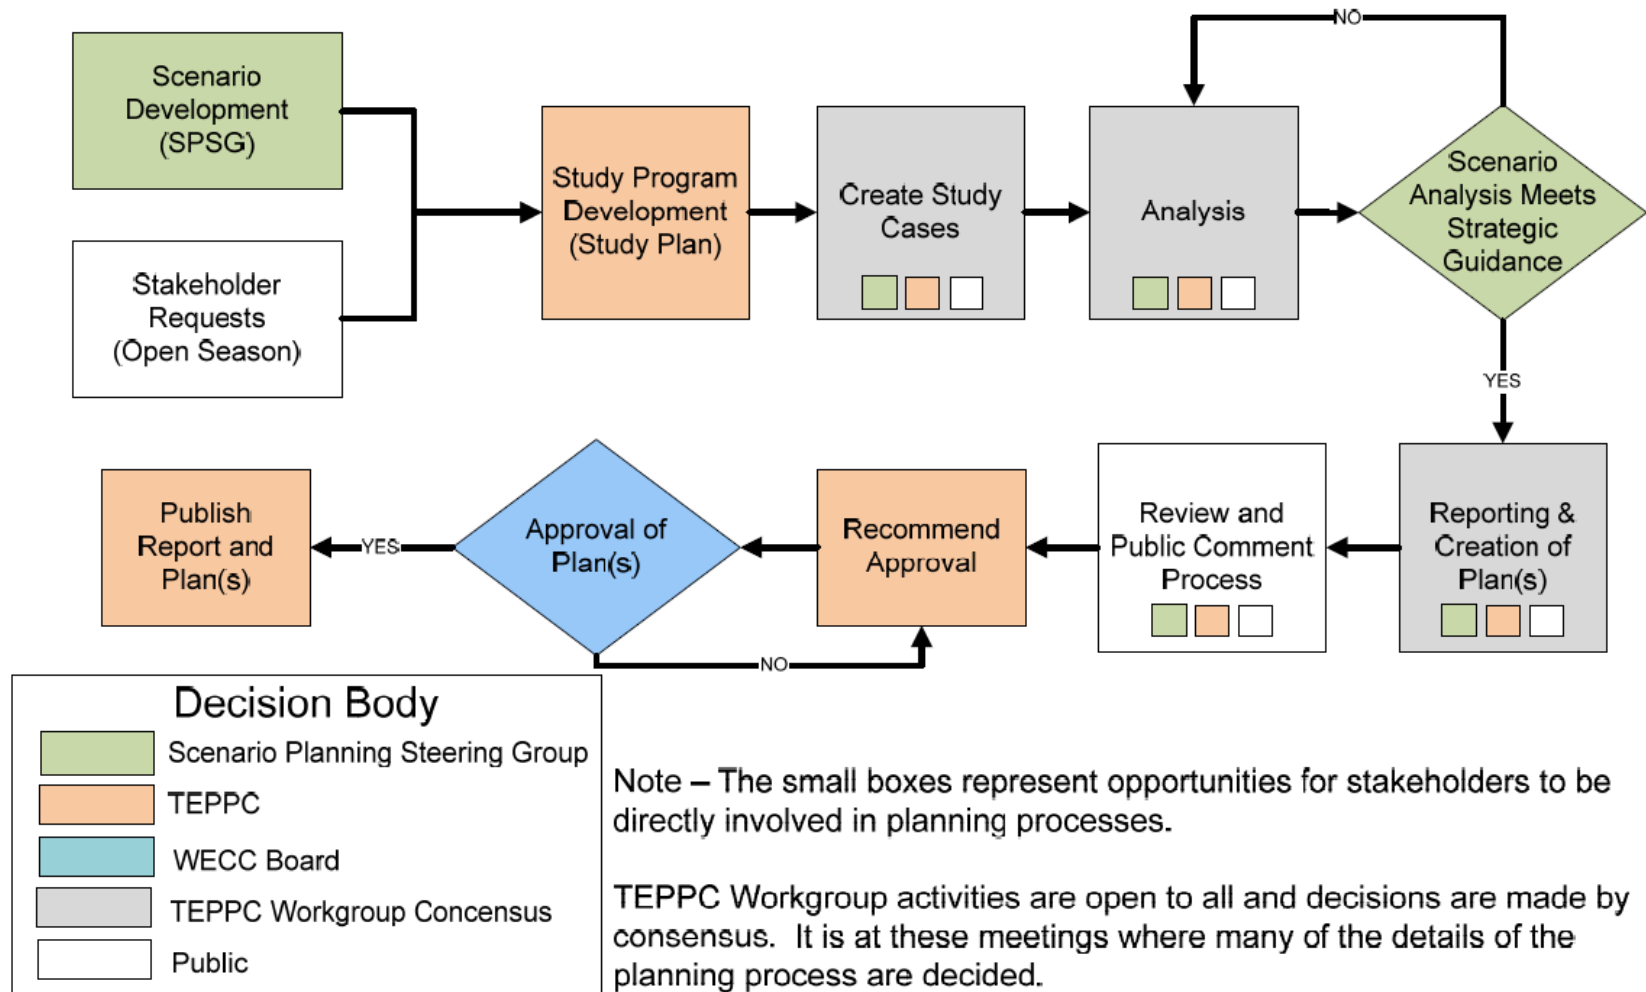 Scenario
Development
(SPSG)
Stakeholder
Requests
(Open Season)
Study Program
Development
(Study Plan)
Create Study
Cases
Analysis
NO
Scenario
Analysis Meets
Strategic
Guidance
YES
Reporting &
Creation of
Plan(s)
Review and
Public Comment
Process
Recommend
Approval
Approval of
Plan(s)
NO
YES
Publish
Report and
Plan(s)
Decision Body
Scenario Planning Steering Group
TEPPC
WECC Board
TEPPC Workgroup Concensus
Public
Note – The small boxes represent opportunities for stakeholders to be
directly involved in planning processes.
TEPPC Workgroup activities are open to all and decisions are made by
consensus.  It is at these meetings where many of the details of the
planning process are decided.